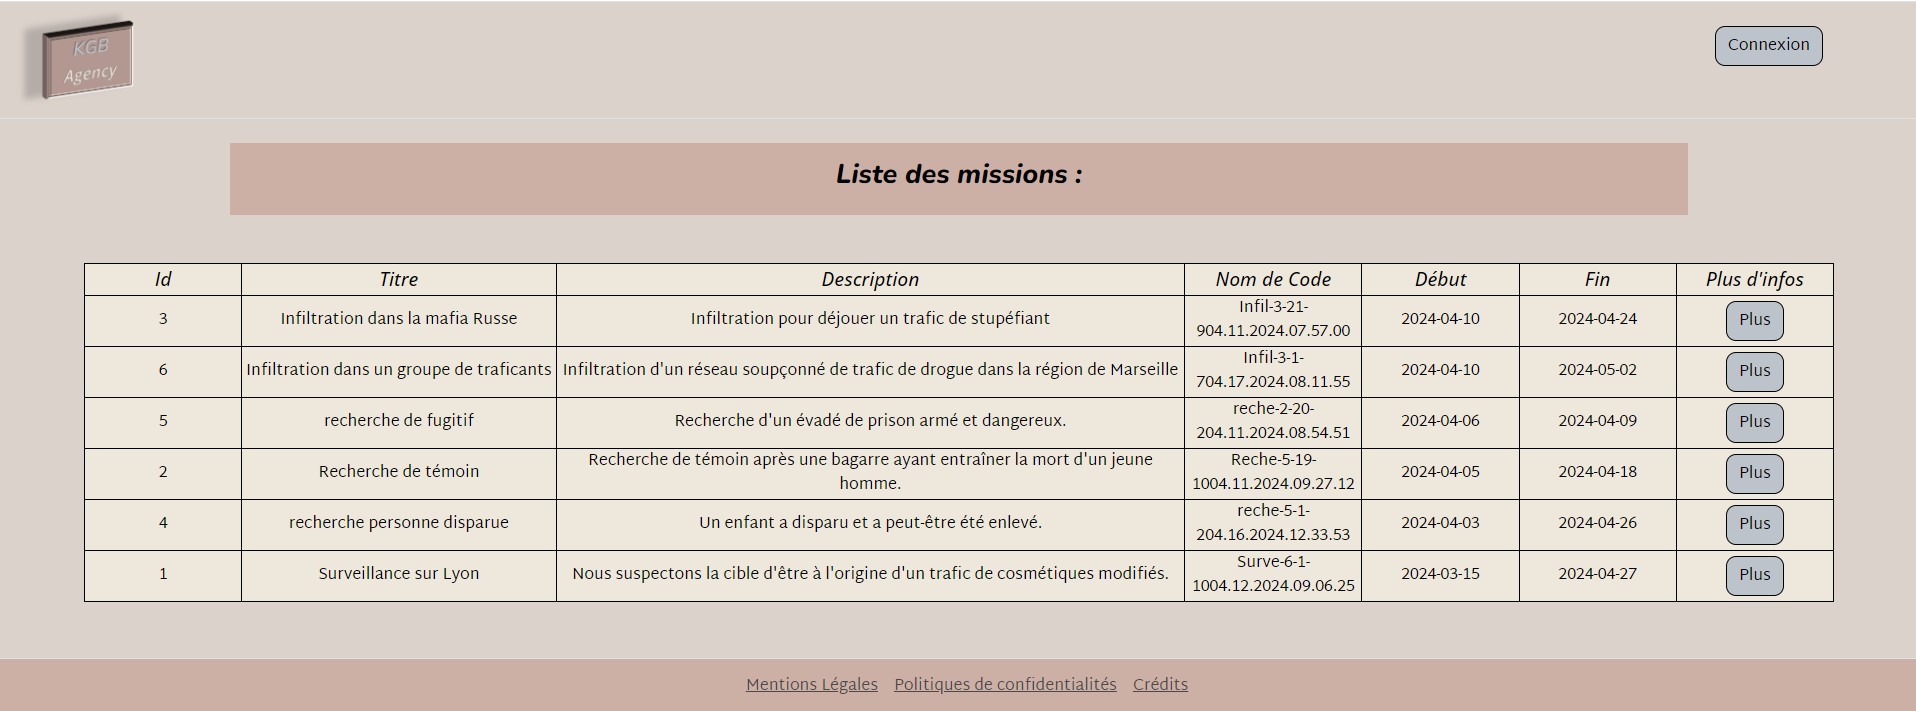 KGB
Agency
Connexion
Liste des missions :
Id Titre Description Nom de Code Début Fin Plus d'infos
3 Infiltration dans la mafia Russe Infiltration pour déjouer un trafic de stupéfiant Infil-3-21-
904.11.2024.07.57.00 2024-04-10 2024-04-24 Plus
6 Infiltration dans un groupe de traficants Infiltration d'un réseau soupçonné de trafic de drogue dans la région de Marseille Infil-3-1-
704.17.2024.08.11.55 2024-04-10 2024-05-02 Plus
5 recherche de fugitif Recherche d'un évadé de prison armé et dangereux. reche-2-20-
204.11.2024.08.54.51 2024-04-06 2024-04-09 Plus
2 Recherche de témoin Recherche de témoin après une bagarre ayant entraîner la mort d'un jeune
homme. Reche-5-19-
1004.11.2024.09.27.12 2024-04-05 2024-04-18 Plus
4 recherche personne disparue Un enfant a disparu et a peut-être été enlevé. reche-5-1-
204.16.2024.12.33.53 2024-04-03 2024-04-26 Plus
1 Surveillance sur Lyon Nous suspectons la cible d'être à l'origine d'un trafic de cosmétiques modifiés. Surve-6-1-
1004.12.2024.09.06.25 2024-03-15 2024-04-27 Plus
Mentions Légales Politiques de confidentialités Crédits